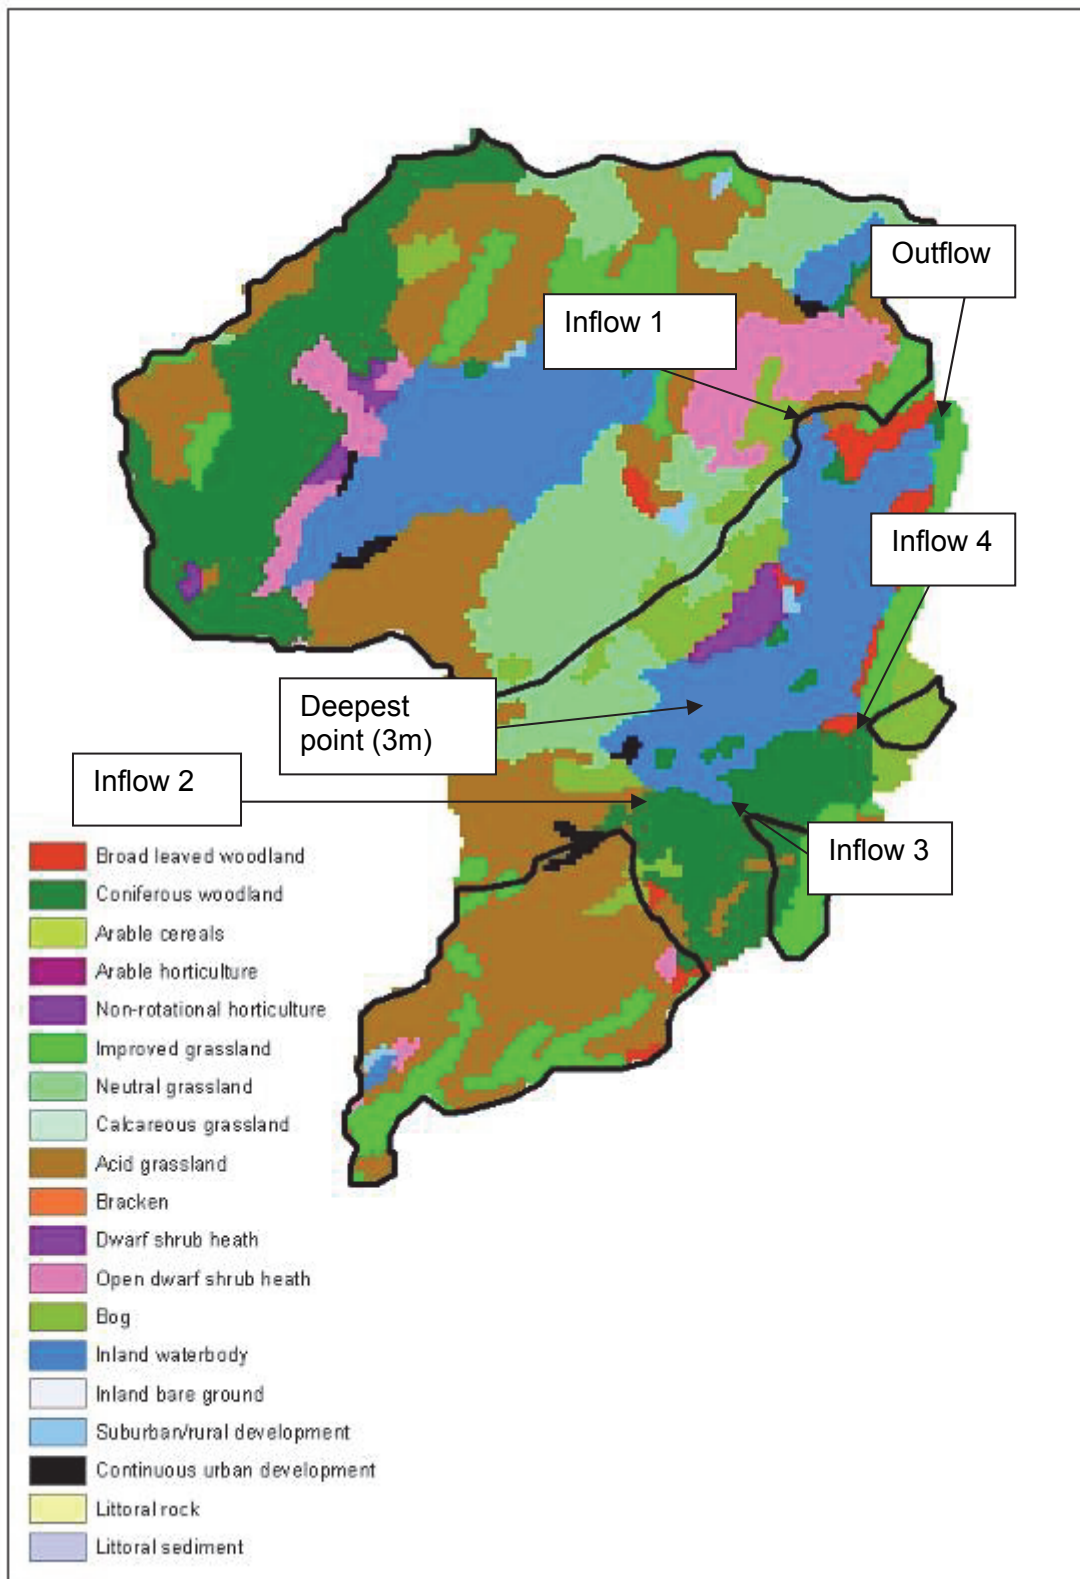 Outflow
Inflow 1
Inflow 4
Deepest
point (3m)
Inflow 2
Inflow 3
Broad leaved woodland
Coniferous woodland
Arable cereals
Arable horticulture
Non-rotational horticulture
Improved grassland
Neutral grassland
Calcareous grassland
Acid grassland
Bracken
Dwarf shrub heath
Open dwarf shrub heath
Bog
Inland waterbody
Inland bare ground
Suburban/rural development
Continuous urban development
Littoral rock
Littoral sediment